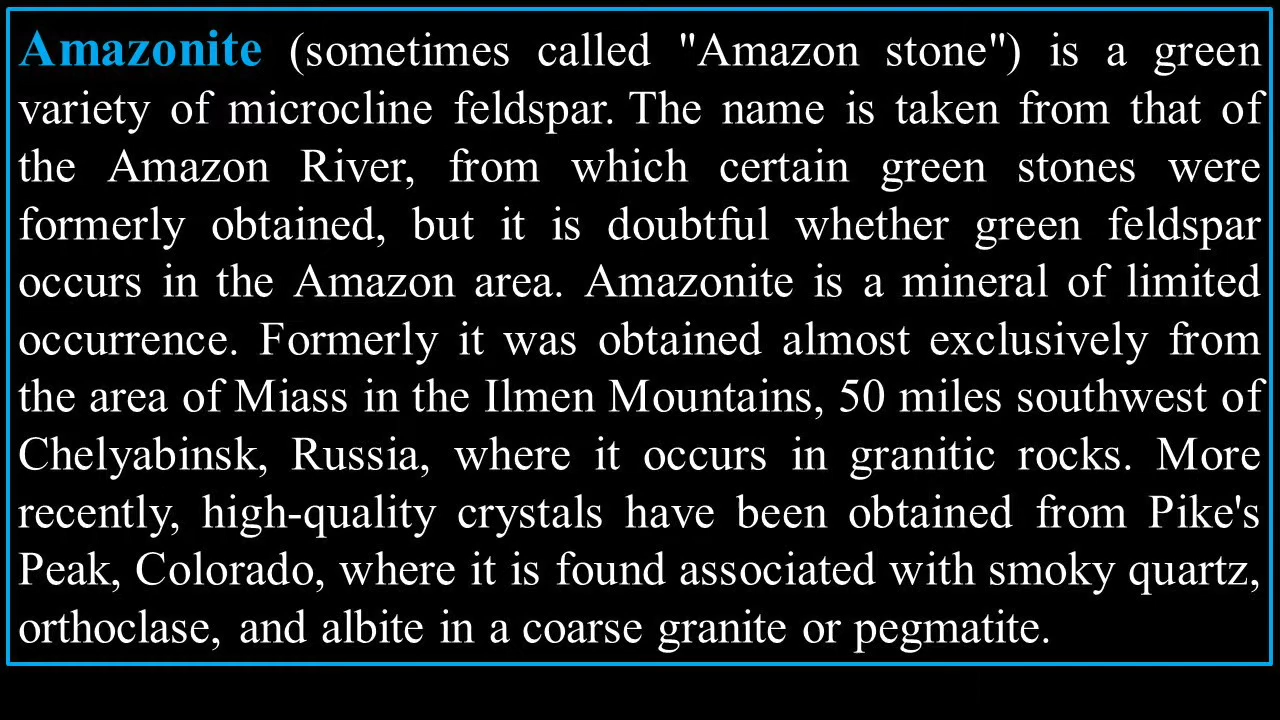 Amazonite (sometimes called "Amazon stone") is a green
variety of microcline feldspar. The name is taken from that of
the Amazon River, from which certain green stones were
formerly obtained, but it is doubtful whether green feldspar
occurs in the Amazon area. Amazonite is a mineral of limited
occurrence. Formerly it was obtained almost exclusively from
the area of Miass in the Ilmen Mountains, 50 miles southwest of
Chelyabinsk, Russia, where it occurs in granitic rocks. More
recently, high-quality crystals have been obtained from Pike's
Peak, Colorado, where it is found associated with smoky quartz,
orthoclase, and albite in a coarse granite or pegmatite.